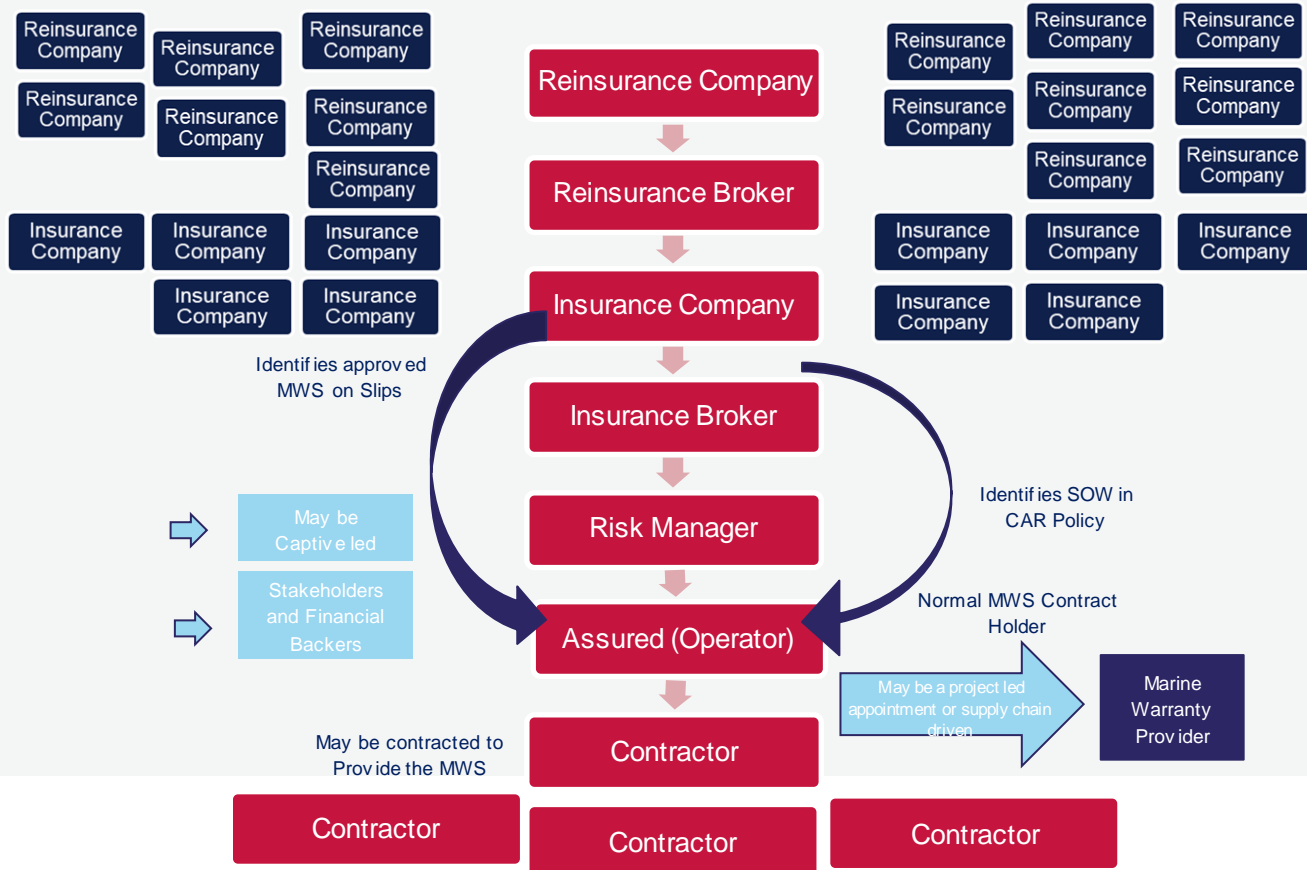 Reinsurance
Company
Reinsurance
Company
Reinsurance
Company
Reinsurance
Company
Reinsurance
Company
Reinsurance
Company
Reinsurance
Company
Insurance
Company
Insurance
Company
Insurance
Company
Insurance
Company
Insurance
Company
Identifies approved
MWS on Slips
May be
Captive led
Stakeholders
and Financial
Backers
May be contracted to
Provide the MWS
Reinsurance Company
Reinsurance Broker
Insurance Company
Insurance Broker
Risk Manager
Assured (Operator)
Contractor
Contractor
Contractor
Contractor
Reinsurance
Company
Reinsurance
Company
Reinsurance
Company
Reinsurance
Company
Reinsurance
Company
Reinsurance
Company
Reinsurance
Company
Reinsurance
Company
Insurance
Company
Insurance
Company
Insurance
Company
Insurance
Company
Insurance
Company
Identifies SOW in
CAR Policy
Normal MWS Contract
Holder
May be a project led
appointment or supply chain
driven
Marine
Warranty
Provider